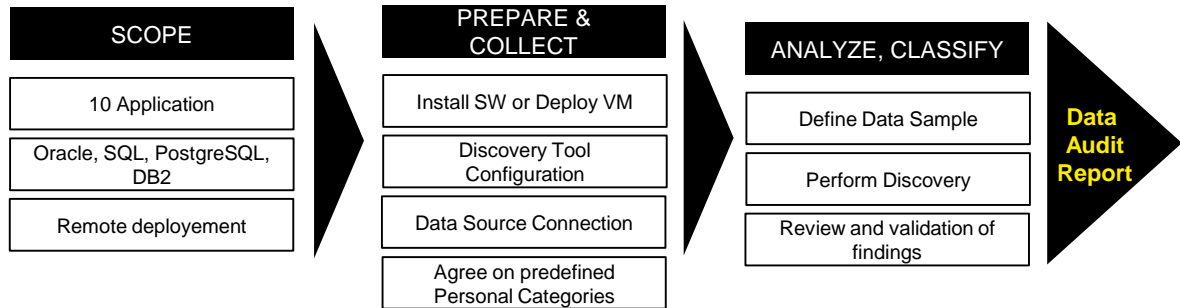 SCOPE
10 Application
Oracle, SQL, PostgreSQL,
DB2
Remote deployement
PREPARE &
COLLECT
Install SW or Deploy VM
Discovery Tool
Configuration
Data Source Connection
Agree on predefined
Personal Categories
ANALYZE, CLASSIFY
Define Data Sample
Perform Discovery
Review and validation of
findings
Data
Audit
Report